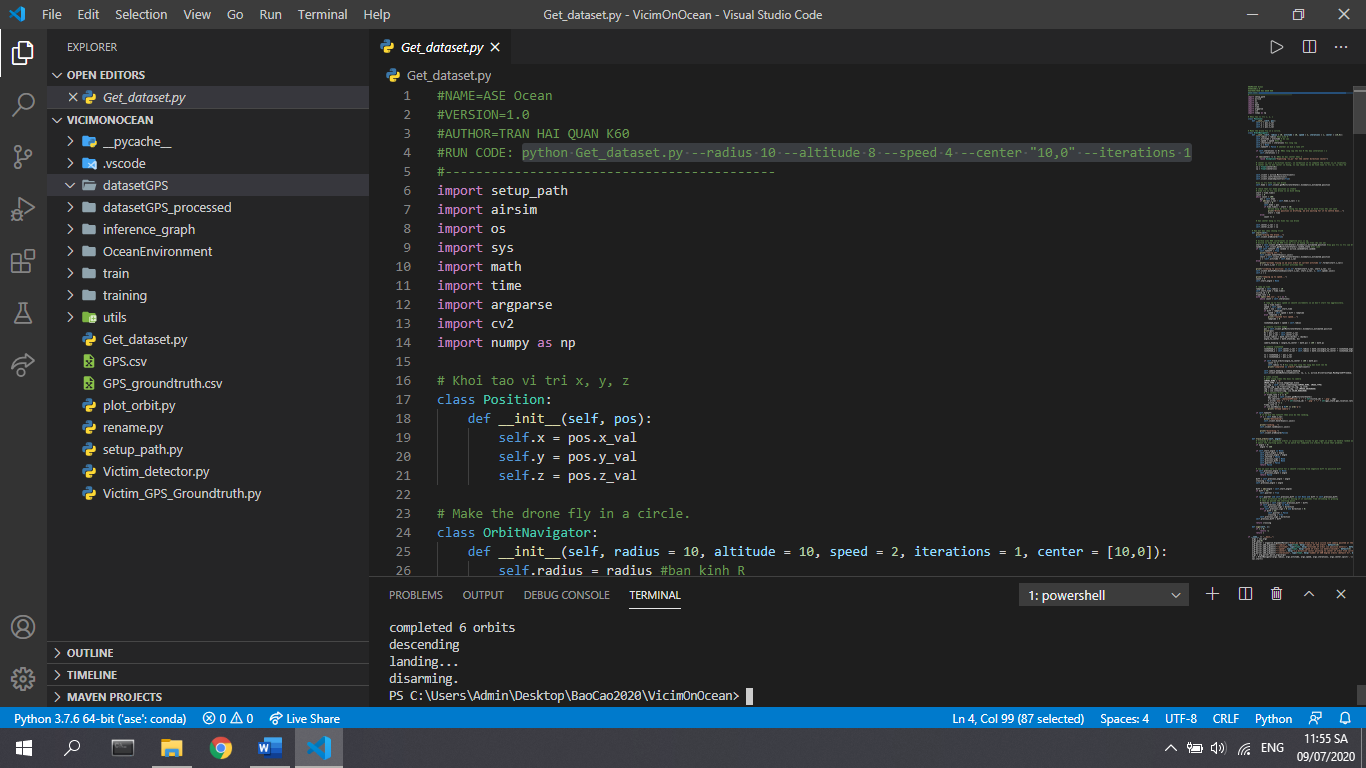 File Edit Selection View Go Run Terminal Help
Get_dataset.py - VicimOnOcean - Visual Studio Code
EXPLORER
OPEN EDITORS
Get_dataset.py
VICIMONOCEAN
__pycache__
.vscode
datasetGPS
datasetGPS_processed
inference_graph
OceanEnvironment
train
training
utils
Get_dataset.py
GPS.csv
GPS_groundtruth.csv
plot_orbit.py
rename.py
setup_path.py
Victim_detector.py
Victim_GPS_Groundtruth.py
OUTLINE
TIMELINE
MAVEN PROJECTS
Get_dataset.py
Get_dataset.py
1 #NAME=ASE Ocean
2 #VERSION=1.0
3 #AUTHOR=TRAN HAI QUAN K60
4 #RUN CODE: python Get_dataset.py --radius 10 --altitude 8 --speed 4 --center "10,0" --iterations 1
5 #-------------------------------------------
6 import setup_path
7 import airsim
8 import os
9 import sys
10 import math
11 import time
12 import argparse
13 import cv2
14 import numpy as np
15
16 # Khoi tao vi tri x, y, z
17 class Position:
18 def __init__(self, pos):
19 self.x = pos.x_val
20 self.y = pos.y_val
21 self.z = pos.z_val
22
23 # Make the drone fly in a circle.
24 class OrbitNavigator:
25 def __init__(self, radius = 10, altitude = 10, speed = 2, iterations = 1, center = [10,0]):
26 self.radius = radius #ban kinh R
PROBLEMS OUTPUT DEBUG CONSOLE TERMINAL
1: powershell
completed 6 orbits
descending
landing...
disarming.
PS C:\Users\Admin\Desktop\BaoCao2020\VicimOnOcean>
Python 3.7.6 64-bit ('ase': conda) 0 0 Live Share
Ln 4, Col 99 (87 selected) Spaces: 4 UTF-8 CRLF Python
ENG
11:55 SA
09/07/2020